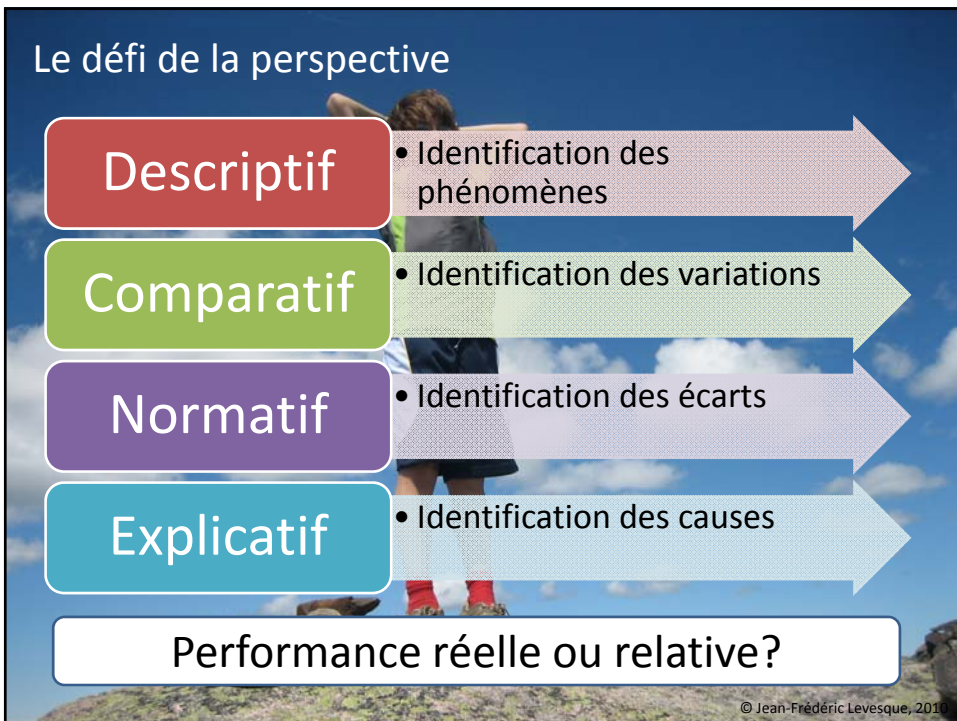 Le défi de la perspective
Descriptif
• Identification des
phénomènes
Comparatif
• Identification des variations
Normatif
• Identification des écarts
Explicatif
• Identification des causes
Performance réelle ou relative?
© Jean-Frédéric Levesque, 2010